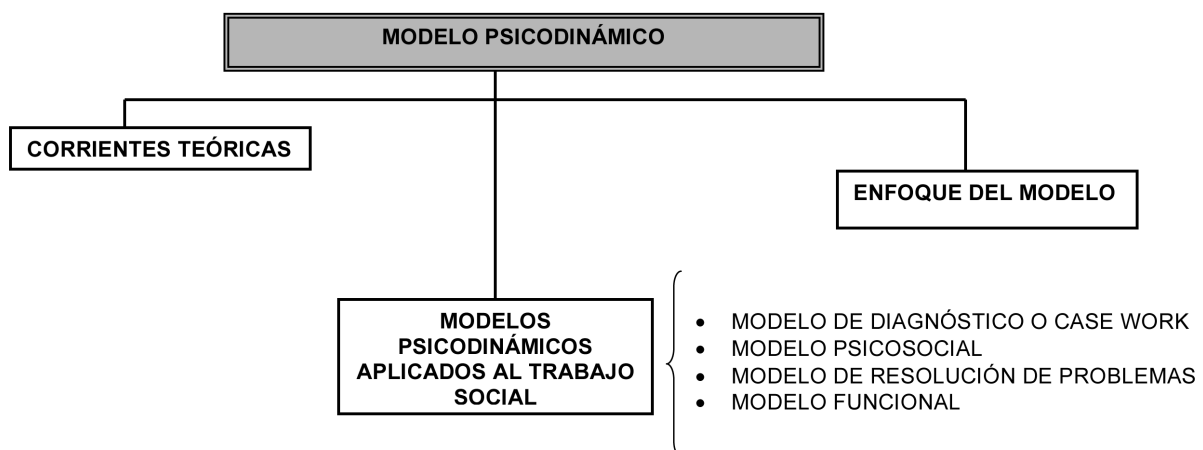 MODELO PSICODINÁMICO
CORRIENTES TEÓRICAS
ENFOQUE DEL MODELO
MODELOS
PSICODINÁMICOS
APLICADOS AL TRABAJO
SOCIAL
• MODELO DE DIAGNÓSTICO O CASE WORK
• MODELO PSICOSOCIAL
• MODELO DE RESOLUCIÓN DE PROBLEMAS
• MODELO FUNCIONAL